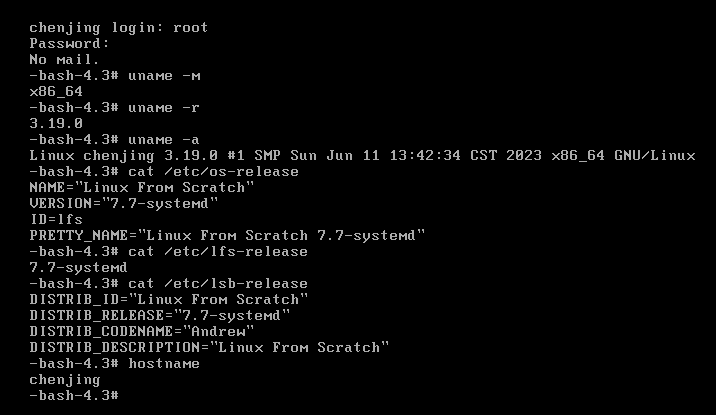 chenjing login: root
Password:
No mail.
-bash-4.3# uname -m
x86_64
-bash-4.3# uname -r
3.19.0
-bash-4.3# uname -a
Linux chenjing 3.19.0 #1 SMP Sun Jun 11 13:42:34 CST 2023 x86_64 GNU/Linux
-bash-4.3# cat /etc/os-release
NAME="Linux From Scratch"
VERSION="7.7-systemd"
ID=lfs
PRETTY_NAME="Linux From Scratch 7.7-systemd"
-bash-4.3# cat /etc/lfs-release
7.7-systemd
-bash-4.3# cat /etc/lsb-release
DISTRIB_ID="Linux From Scratch"
DISTRIB_RELEASE="7.7-systemd"
DISTRIB_CODENAME="Andrew"
DISTRIB_DESCRIPTION="Linux From Scratch"
-bash-4.3# hostname
chenjing
-bash-4.3#